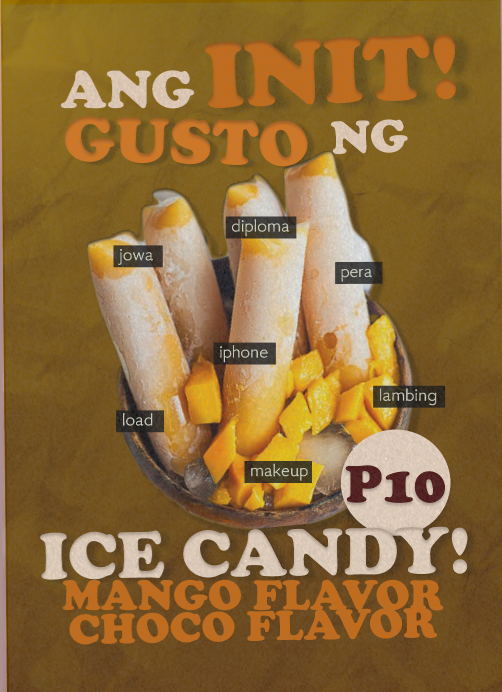 ANG INIT!
GUSTO NG
diploma
jowa
pera
iphone
lambing
load
makeup
P10
ICE CANDY!
MANGO FLAVOR
CHOCO FLAVOR